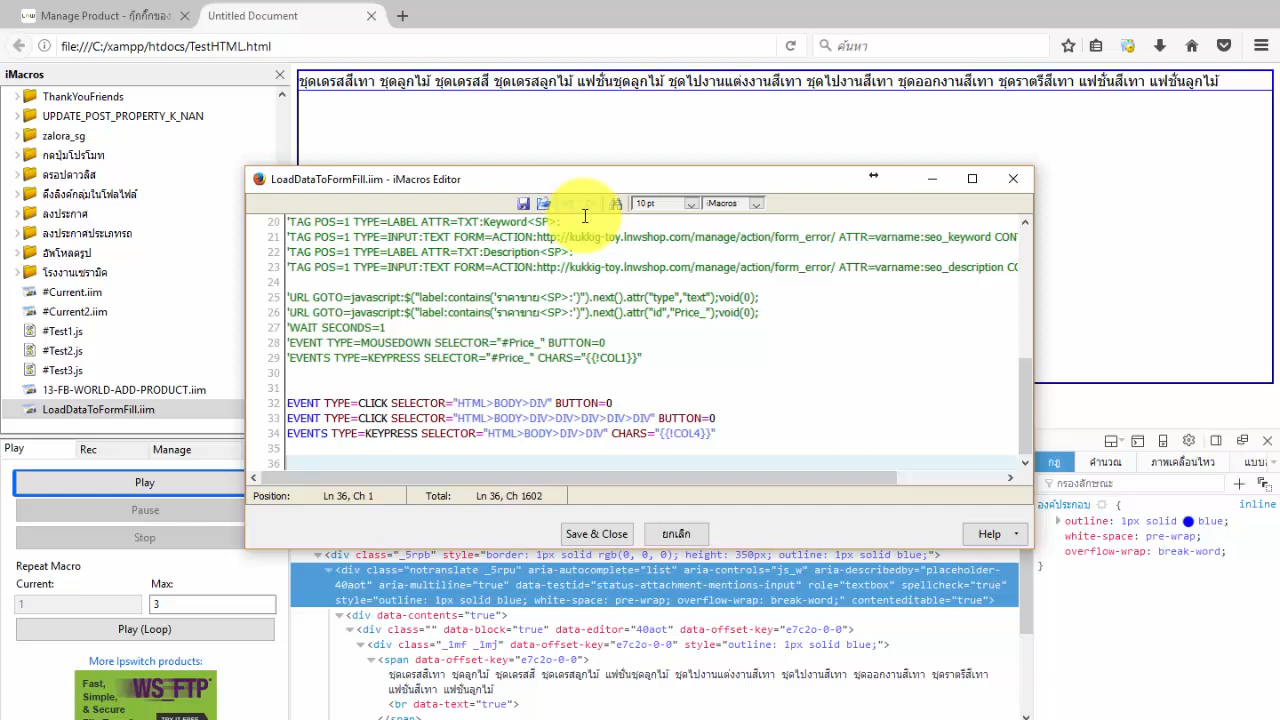 Manage Product - กุ๊กกิ๊กของ
Untitled Document
file:///C:/xampp/htdocs/TestHTML.html
ค้นหา
iMacros
ThankYouFriends
UPDATE_POST_PROPERTY_K_NAN
zalora_sg
กดปุ่มโปรโมท
ดรอปดาวลิส
ดึงลิงค์กลุ่มในโฟลไฟล์
ลงประกาศ
ลงประกาศประเภทรถ
อัพโหลดรูป
โรงงานเซรามิค
#Current.iim
#Current2.iim
#Test1.js
#Test2.js
#Test3.js
13-FB-WORLD-ADD-PRODUCT.iim
LoadDataToFormFill.iim
ชุดเดรสสีเทา ชุดลูกไม้ ชุดเดรสสี ชุดเดรสลูกไม้ แฟชั่นชุดลูกไม้ ชุดไปงานแต่งงานสีเทา ชุดไปงานสีเทา ชุดออกงานสีเทา ชุดราตรีสีเทา แฟชั่นสีเทา แฟชั่นลูกไม้
LoadDataToFormFill.iim - iMacros Editor
10 pt
iMacros
20 'TAG POS=1 TYPE=LABEL ATTR=TXT:Keyword<SP>:
21 'TAG POS=1 TYPE=INPUT:TEXT FORM=ACTION:http://kukkig-toy.lnwshop.com/manage/action/form_error/ ATTR=varname:seo_keyword CONT
22 'TAG POS=1 TYPE=LABEL ATTR=TXT:Description<SP>:
23 'TAG POS=1 TYPE=INPUT:TEXT FORM=ACTION:http://kukkig-toy.lnwshop.com/manage/action/form_error/ ATTR=varname:seo_description CO
24
25 'URL GOTO=javascript:$("label:contains('ราคาขาย<SP>:')").next().attr("type","text");void(0);
26 'URL GOTO=javascript:$("label:contains('ราคาขาย<SP>:')").next().attr("id","Price_");void(0);
27 'WAIT SECONDS=1
28 'EVENT TYPE=MOUSEDOWN SELECTOR="#Price_" BUTTON=0
29 'EVENTS TYPE=KEYPRESS SELECTOR="#Price_" CHARS="{{!COL1}}"
30
31
32 EVENT TYPE=CLICK SELECTOR="HTML>BODY>DIV" BUTTON=0
33 EVENT TYPE=CLICK SELECTOR="HTML>BODY>DIV>DIV>DIV>DIV>DIV" BUTTON=0
34 EVENTS TYPE=KEYPRESS SELECTOR="HTML>BODY>DIV>DIV" CHARS="{{!COL4}}"
35
36
Position: Ln 36, Ch 1 Total: Ln 36, Ch 1602
Save & Close
ยกเลิก
Help
Play
Rec
Manage
Play
Pause
Stop
Repeat Macro
Current: Max:
1 3
Play (Loop)
More Ipswitch products:
Fast,
Simple,
& Secure
WS_FTP
TRY IT FREE
<div class="_5rpb" style="border: 1px solid rgb(0, 0, 0); height: 350px; outline: 1px solid blue;">
<div class="notranslate _5rpu" aria-autocomplete="list" aria-controls="js_w" aria-describedby="placeholder-
40aot" aria-multiline="true" data-testid="status-attachment-mentions-input" role="textbox" spellcheck="true"
style="outline: 1px solid blue; white-space: pre-wrap; overflow-wrap: break-word;" contenteditable="true">
<div data-contents="true">
<div class="" data-block="true" data-editor="40aot" data-offset-key="e7c2o-0-0">
<div class="_1mf _1mj" data-offset-key="e7c2o-0-0" style="outline: 1px solid blue;">
<span data-offset-key="e7c2o-0-0">
ชุดเดรสสีเทา ชุดลูกไม้ ชุดเดรสสี ชุดเดรสลูกไม้ แฟชั่นชุดลูกไม้ ชุดไปงานแต่งงานสีเทา ชุดไปงานสีเทา ชุดออกงานสีเทา ชุดราตรีสีเทา
แฟชั่นสีเทา แฟชั่นลูกไม้
<br data-text="true">
</span>
กฎ
คำนวณ
ภาพเคลื่อนไหว
แบบอ
กรองลักษณะ
องค์ประกอบ { inline
outline: 1px solid blue;
white-space: pre-wrap;
overflow-wrap: break-word;
}